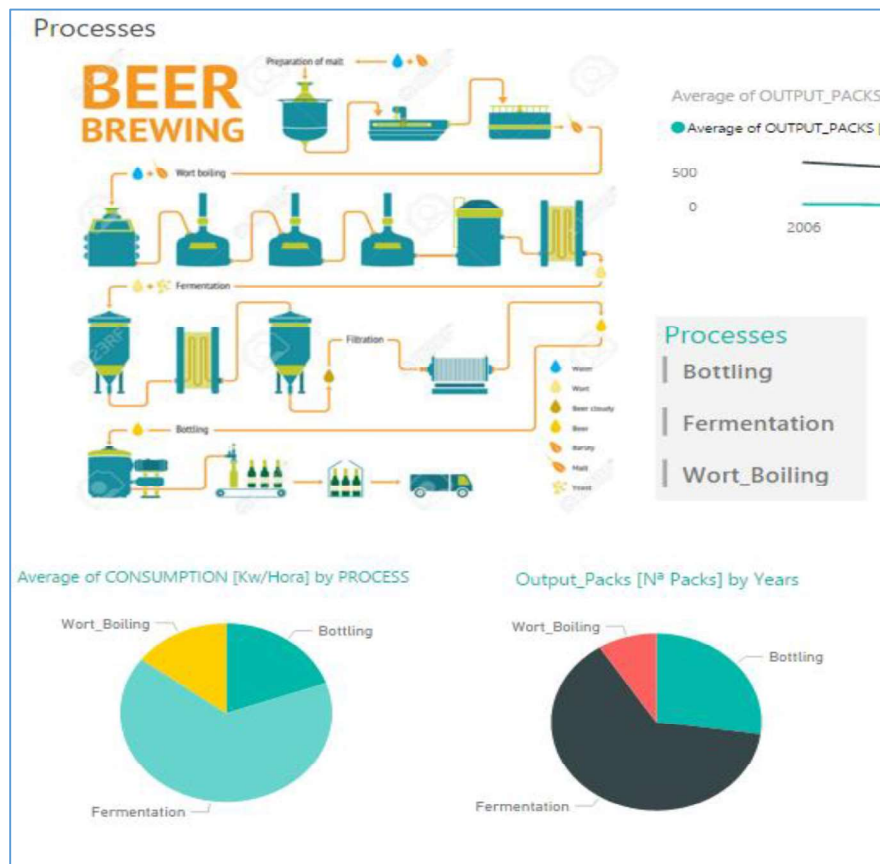 Processes
BEER
BREWING
Preparation of malt
Wort boiling
Fermentation
Filtration
Bottling
Water
Wort
Beer cloudy
Beer
Barley
Malt
Yeast
Average of OUTPUT_PACKS
Average of OUTPUT_PACKS
500
0
2006
Processes
Bottling
Fermentation
Wort_Boiling
Average of CONSUMPTION [Kw/Hora] by PROCESS
Wort_Boiling
Bottling
Fermentation
Output_Packs [Nª Packs] by Years
Wort_Boiling
Bottling
Fermentation